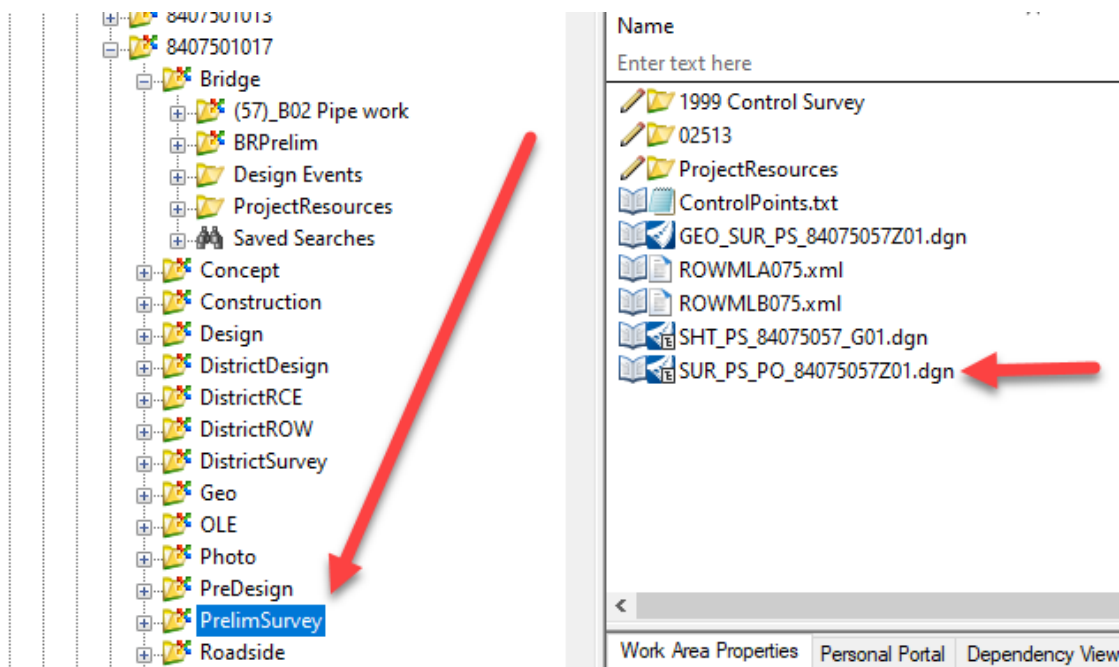 8407501013
8407501017
Bridge
(57)_B02 Pipe work
BRPrelim
Design Events
ProjectResources
Saved Searches
Concept
Construction
Design
DistrictDesign
DistrictRCE
DistrictROW
DistrictSurvey
Geo
OLE
Photo
PreDesign
PrelimSurvey
Roadside
Name
Enter text here
1999 Control Survey
02513
ProjectResources
ControlPoints.txt
GEO_SUR_PS_84075057Z01.dgn
ROWMLA075.xml
ROWMLB075.xml
SHT_PS_84075057_G01.dgn
SUR_PS_PO_84075057Z01.dgn
Work Area Properties Personal Portal Dependency View